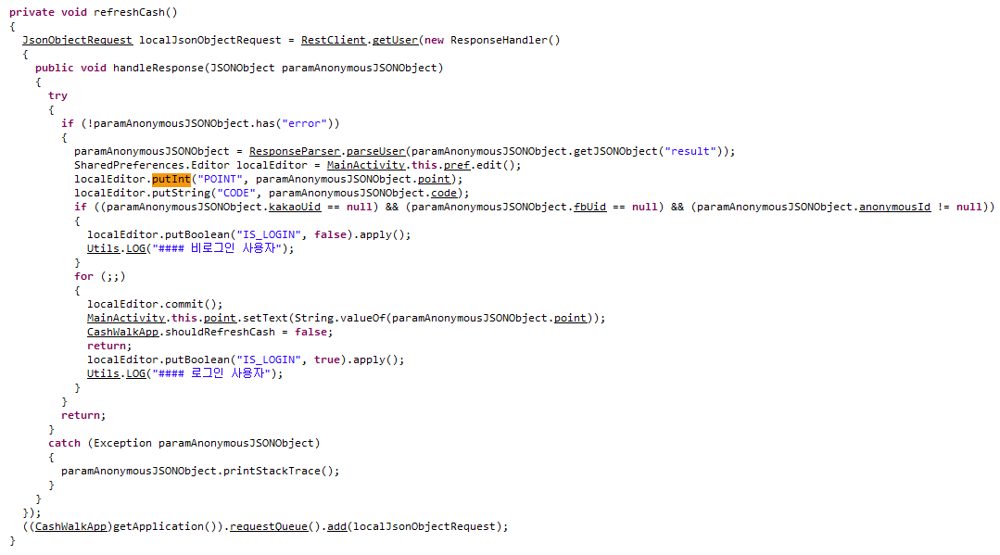 private void refreshCash()
{
  JsonObjectRequest localJsonObjectRequest = RestClient.getUser(new ResponseHandler()
  {
    public void handleResponse(JSONObject paramAnonymousJSONObject)
    {
      try
      {
        if (!paramAnonymousJSONObject.has("error"))
        {
          paramAnonymousJSONObject = ResponseParser.parseUser(paramAnonymousJSONObject.getJSONObject("result"));
          SharedPreferences.Editor localEditor = MainActivity.this.pref.edit();
          localEditor.putInt("POINT", paramAnonymousJSONObject.point);
          localEditor.putString("CODE", paramAnonymousJSONObject.code);
          if ((paramAnonymousJSONObject.kakaoUid == null) && (paramAnonymousJSONObject.fbUid == null) && (paramAnonymousJSONObject.anonymousId != null))
          {
            localEditor.putBoolean("IS_LOGIN", false).apply();
            Utils.LOG("#### 비로그인 사용자");
          }
          for (;;)
          {
            localEditor.commit();
            MainActivity.this.point.setText(String.valueOf(paramAnonymousJSONObject.point));
            CashWalkApp.shouldRefreshCash = false;
            return;
            localEditor.putBoolean("IS_LOGIN", true).apply();
            Utils.LOG("#### 로그인 사용자");
          }
        }
        return;
      }
      catch (Exception paramAnonymousJSONObject)
      {
        paramAnonymousJSONObject.printStackTrace();
      }
    }
  });
  ((CashWalkApp)getApplication()).requestQueue().add(localJsonObjectRequest);
}